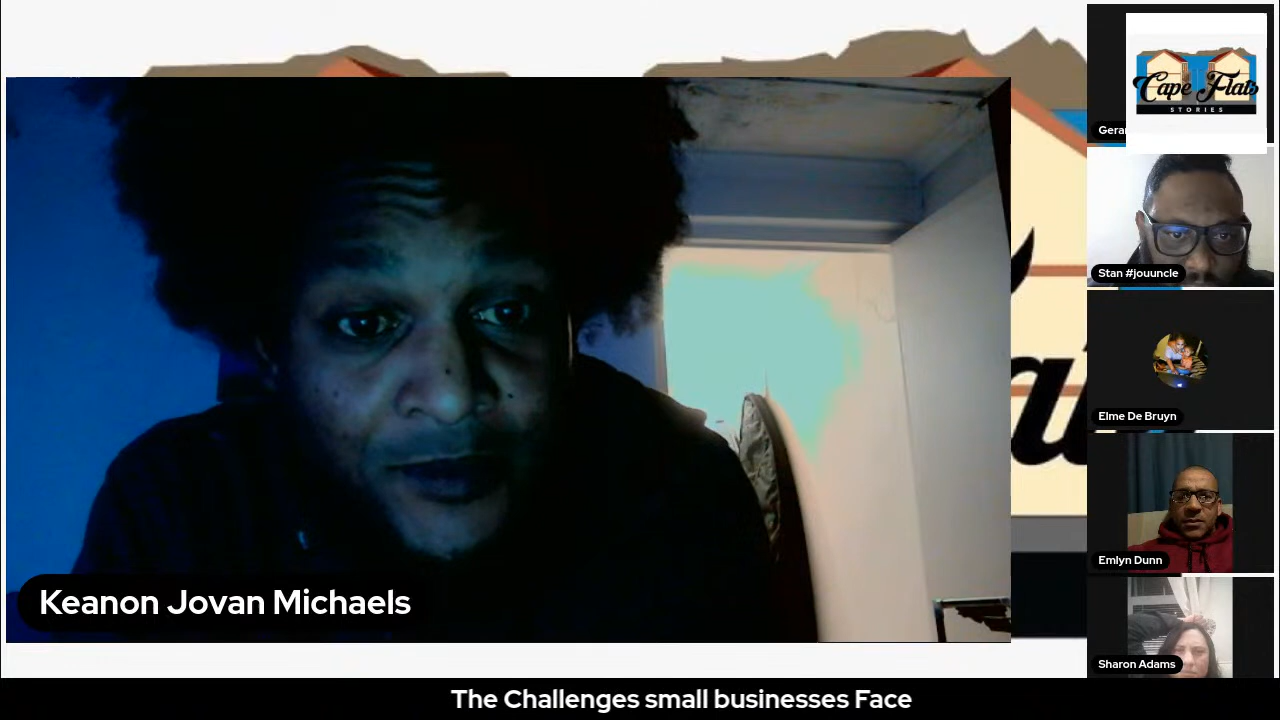 Cape Flats
STORIES
Stan #jouuncle
Elme De Bruyn
Emlyn Dunn
Sharon Adams
Keanon Jovan Michaels
The Challenges small businesses Face